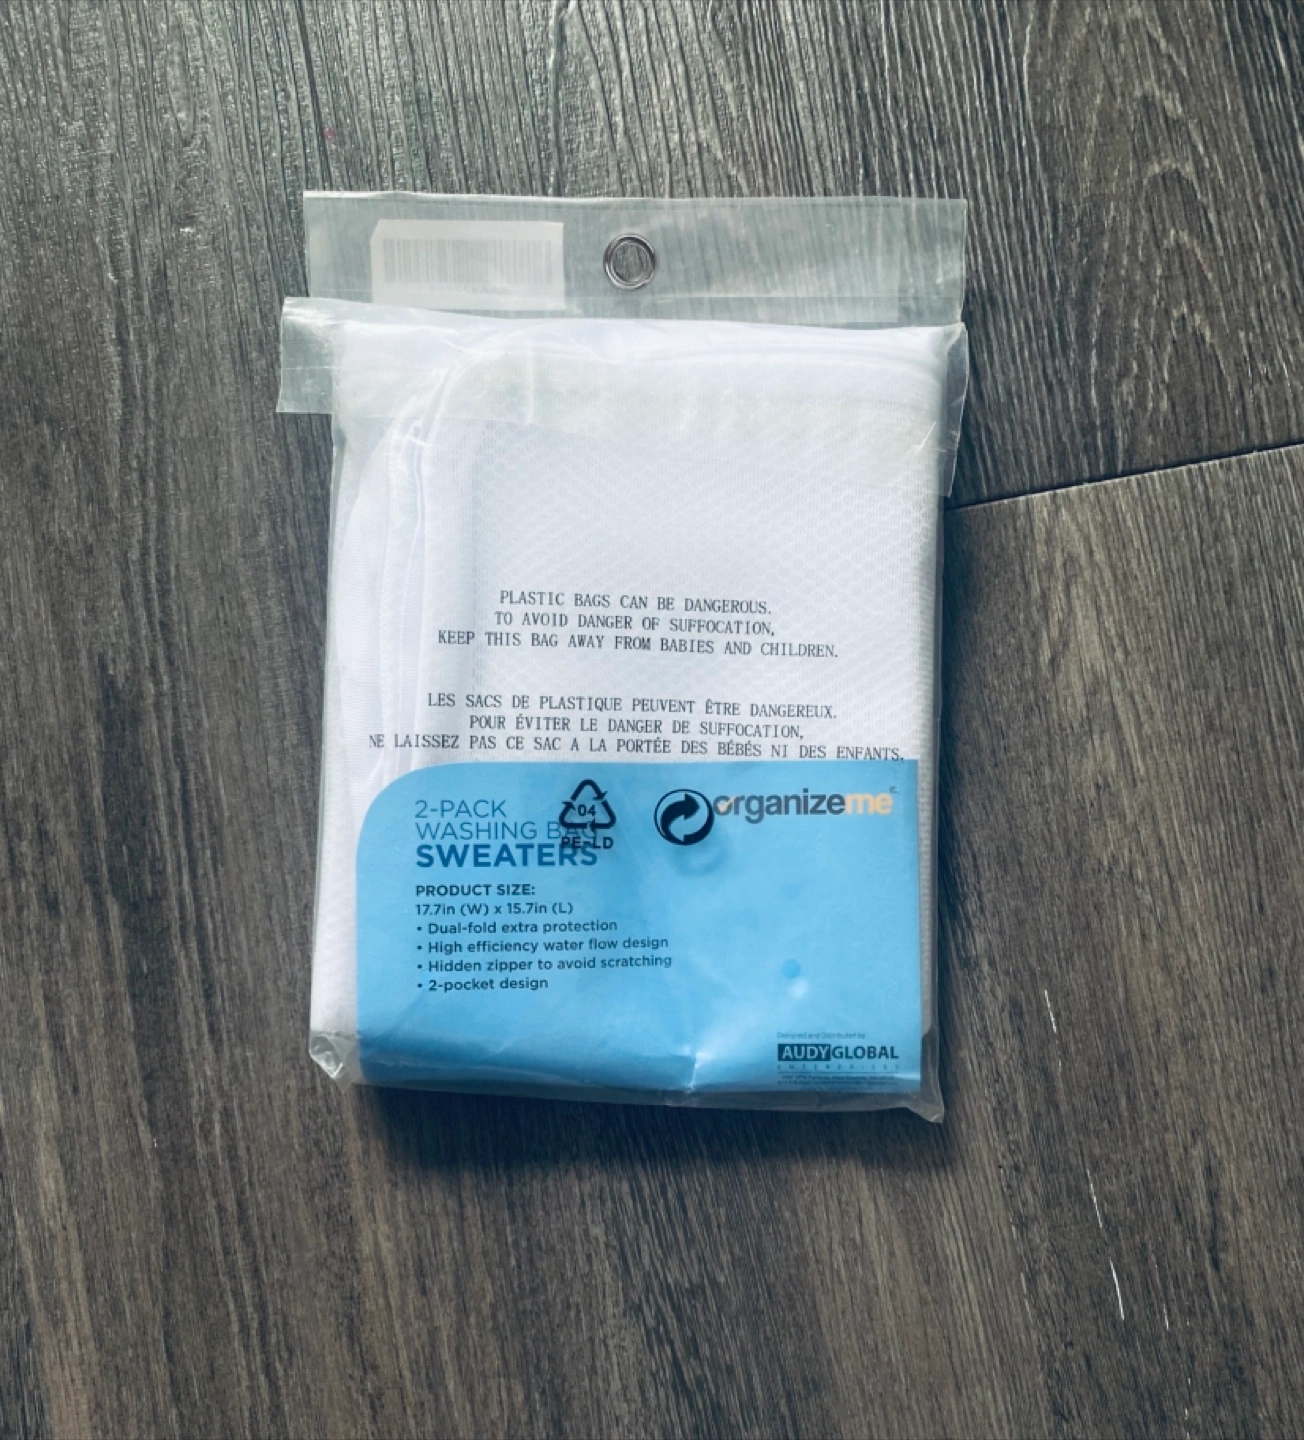 PLASTIC BAGS CAN BE DANGEROUS.
TO AVOID DANGER OF SUFFOCATION,
KEEP THIS BAG AWAY FROM BABIES AND CHILDREN.
LES SACS DE PLASTIQUE PEUVENT ÊTRE DANGEREUX.
POUR ÉVITER LE DANGER DE SUFFOCATION,
NE LAISSEZ PAS CE SAC A LA PORTÉE DES BÉBÉS NI DES ENFANTS.
organizeme
2-PACK
WASHING BAG
SWEATERS
04
PE-LD
PRODUCT SIZE:
17.7in (W) x 15.7in (L)
• Dual-fold extra protection
• High efficiency water flow design
• Hidden zipper to avoid scratching
• 2-pocket design
Designed and Distributed by
AUDY GLOBAL